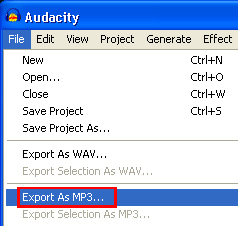 Audacity
File Edit View Project Generate Effect
New Ctrl+N
Open... Ctrl+O
Close Ctrl+W
Save Project Ctrl+S
Save Project As...
Export As WAV...
Export Selection As WAV...
Export As MP3...
Export Selection As MP3...